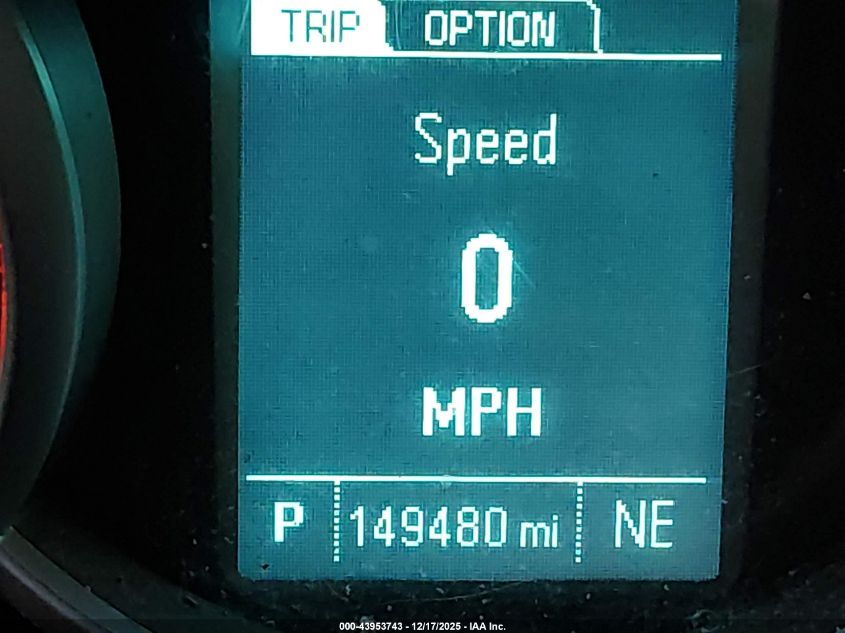 TRIP OPTION
Speed
0
MPH
P 149480 mi NE
000-43953743 - 12/17/2025 - IAA Inc.